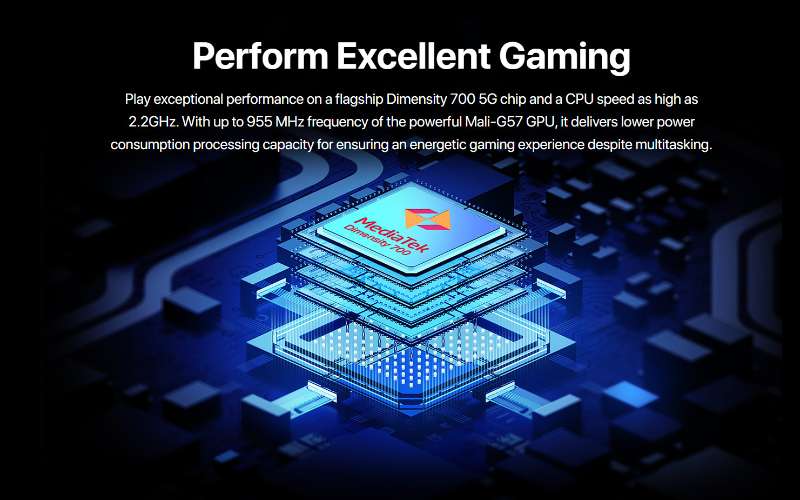 Perform Excellent Gaming
Play exceptional performance on a flagship Dimensity 700 5G chip and a CPU speed as high as
2.2GHz. With up to 955 MHz frequency of the powerful Mali-G57 GPU, it delivers lower power
consumption processing capacity for ensuring an energetic gaming experience despite multitasking.
MediaTek
Dimensity 700